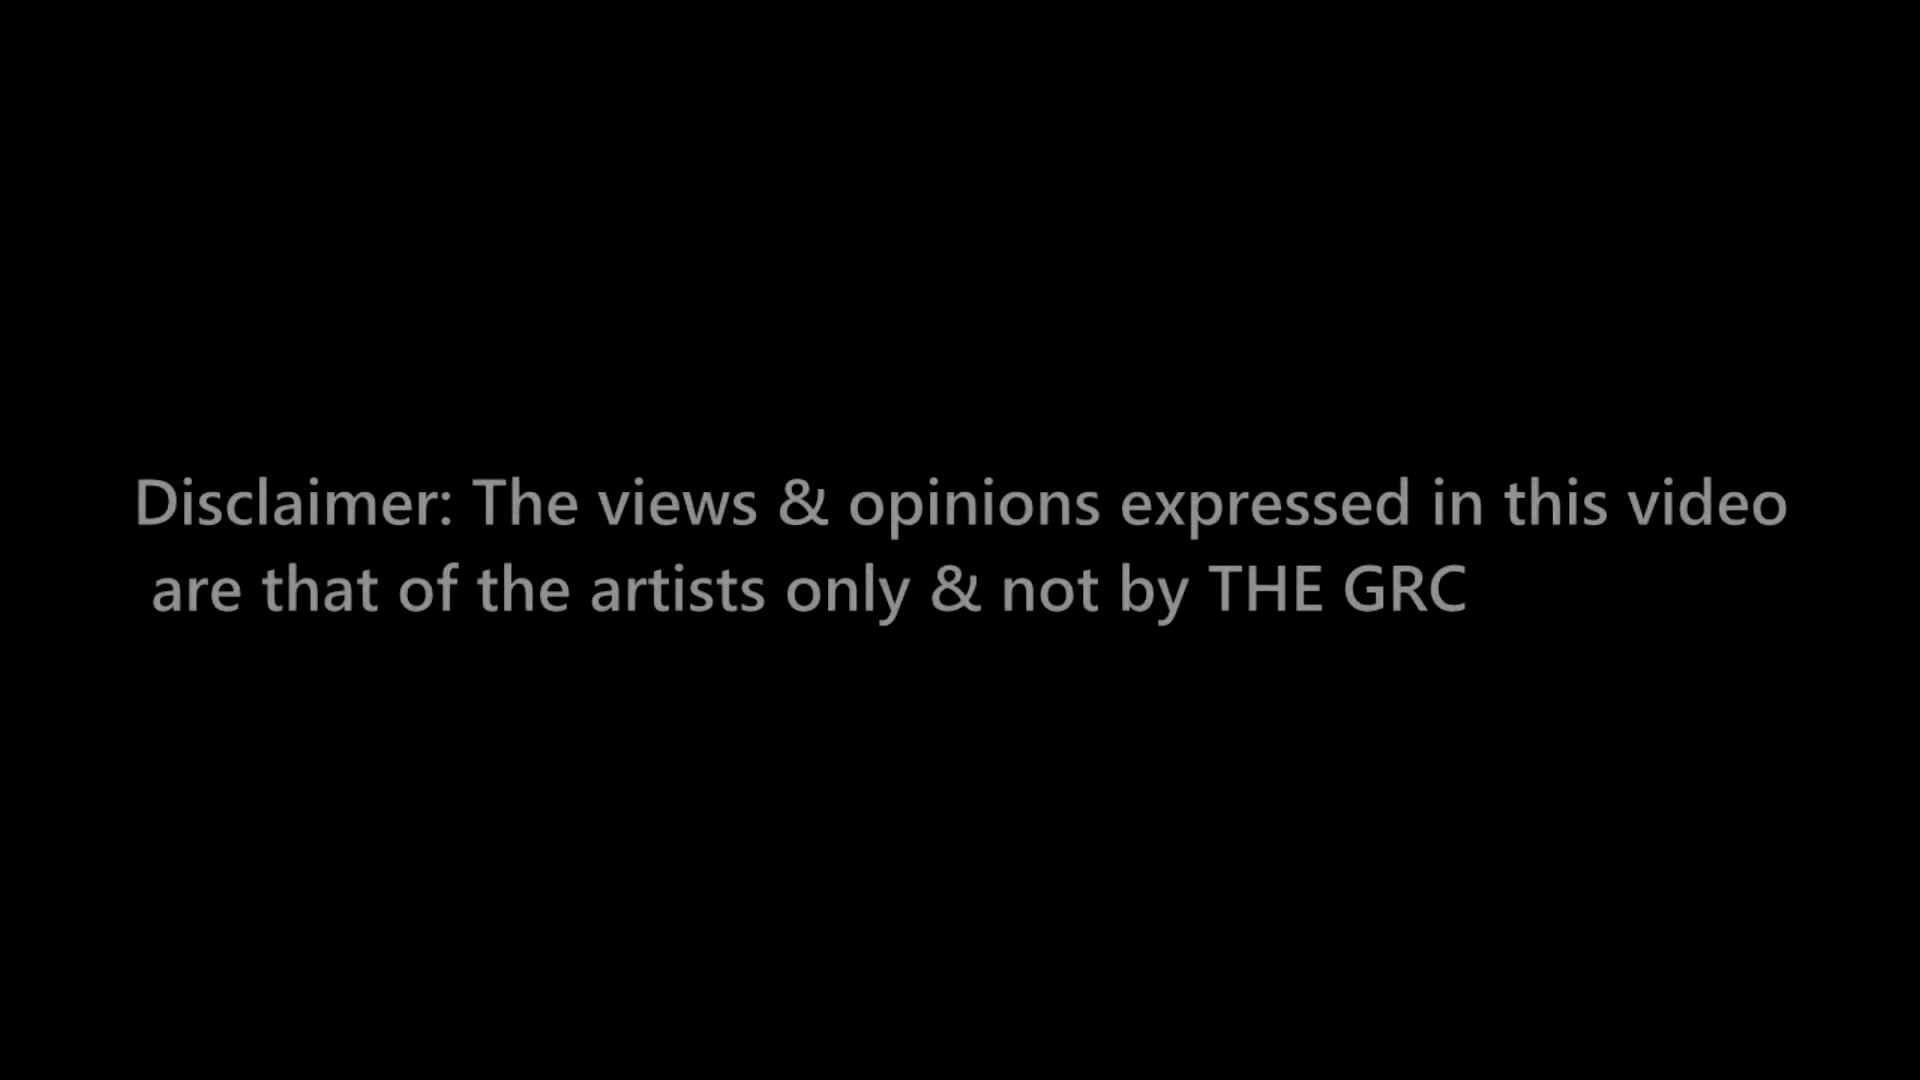 Disclaimer: The views & opinions expressed in this video
are that of the artists only & not by THE GRC